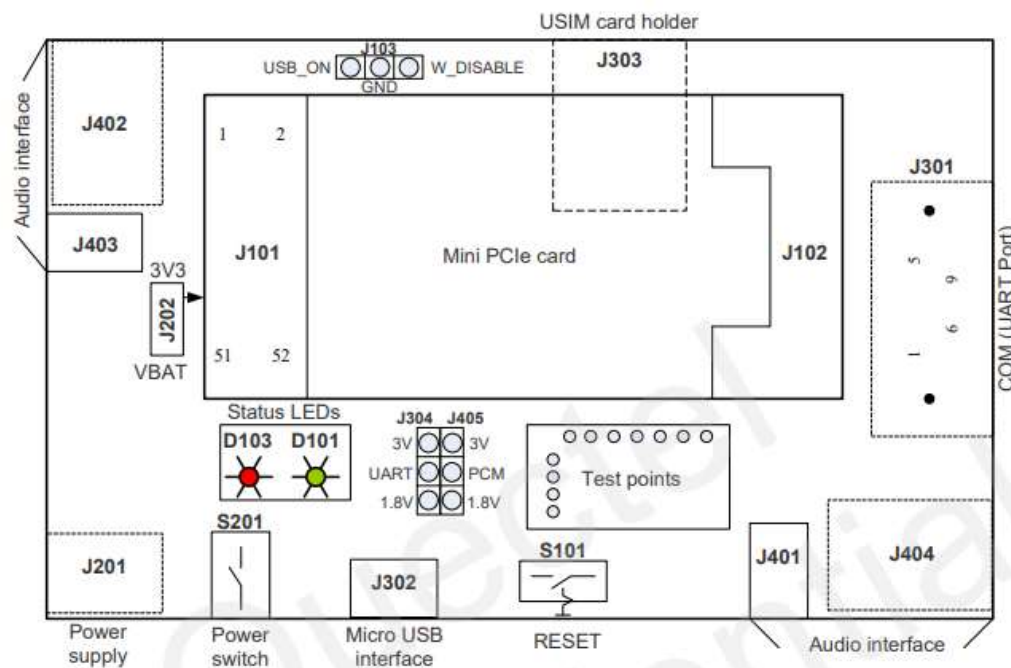 USIM card holder
J103
USB_ON
W_DISABLE
GND
J303
Audio interface
J402
J403
1 2
J101
51 52
Mini PCIe card
J102
J301
5
9
6
1
COM (UART Port)
3V3
J202
VBAT
Status LEDs
D103 D101
J304 J405
3V 3V
UART PCM
1.8V 1.8V
Test points
S201
J201
J302
S101
J401
J404
Power
supply
Power
switch
Micro USB
interface
RESET
Audio interface
Quectel